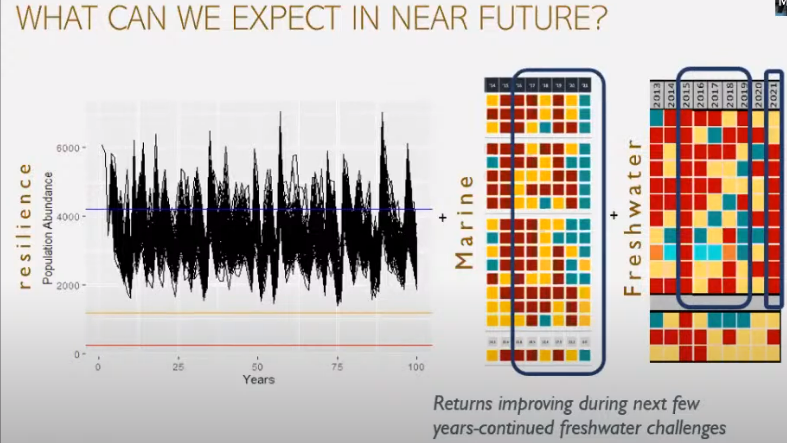 WHAT CAN WE EXPECT IN NEAR FUTURE?
resilience
Population Abundance
6000
4000
2000
0
0 25 50 75 100
Years
+
Marine
+
Freshwater
2013 2014 2015 2016 2017 2018 2019 2020 2021
Returns improving during next few
years-continued freshwater challenges